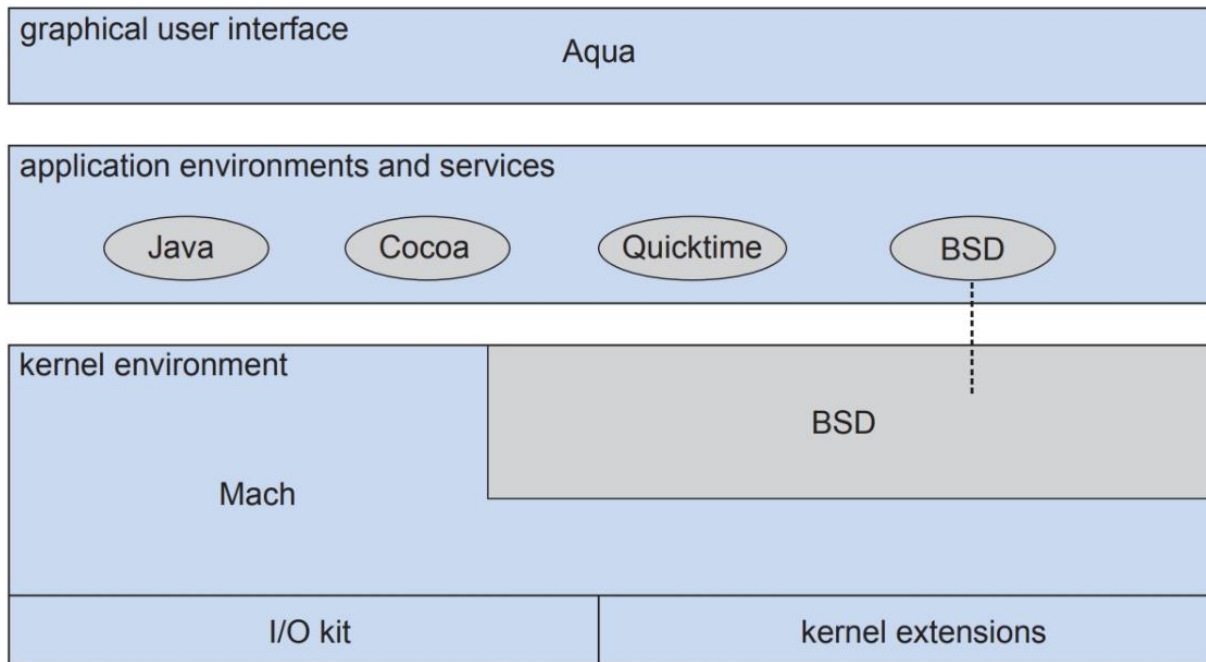 graphical user interface
Aqua
application environments and services
Java
Cocoa
Quicktime
BSD
kernel environment
BSD
Mach
I/O kit
kernel extensions